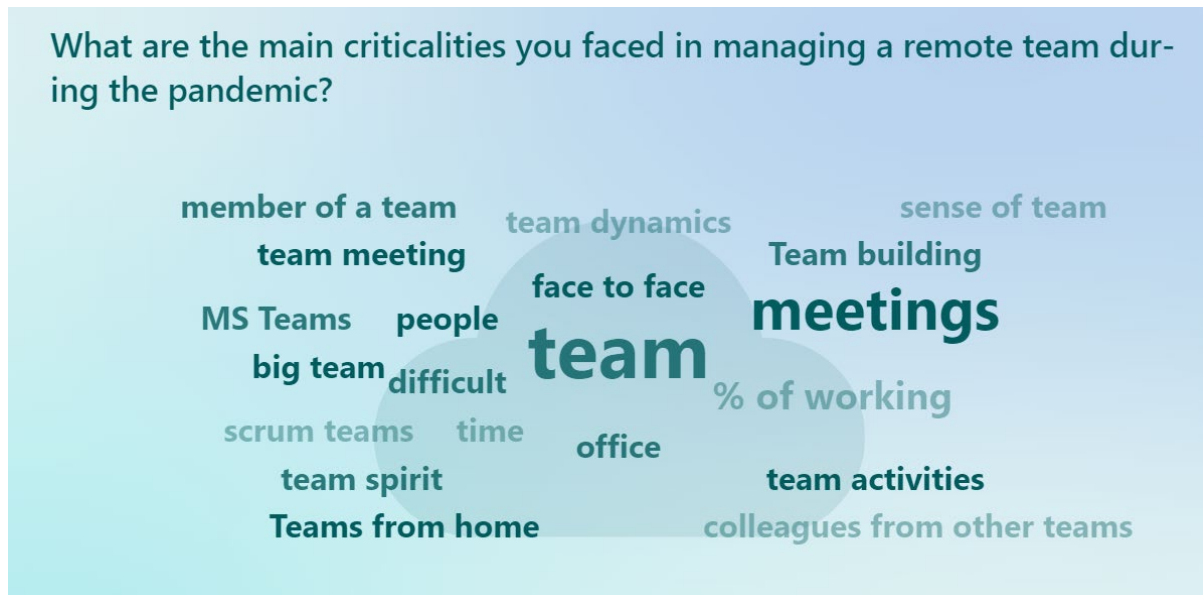 What are the main criticalities you faced in managing a remote team dur-
ing the pandemic?
member of a team
team dynamics
sense of team
team meeting
Team building
face to face
meetings
MS Teams
people
team
big team
difficult
% of working
scrum teams
time
office
team spirit
team activities
Teams from home
colleagues from other teams